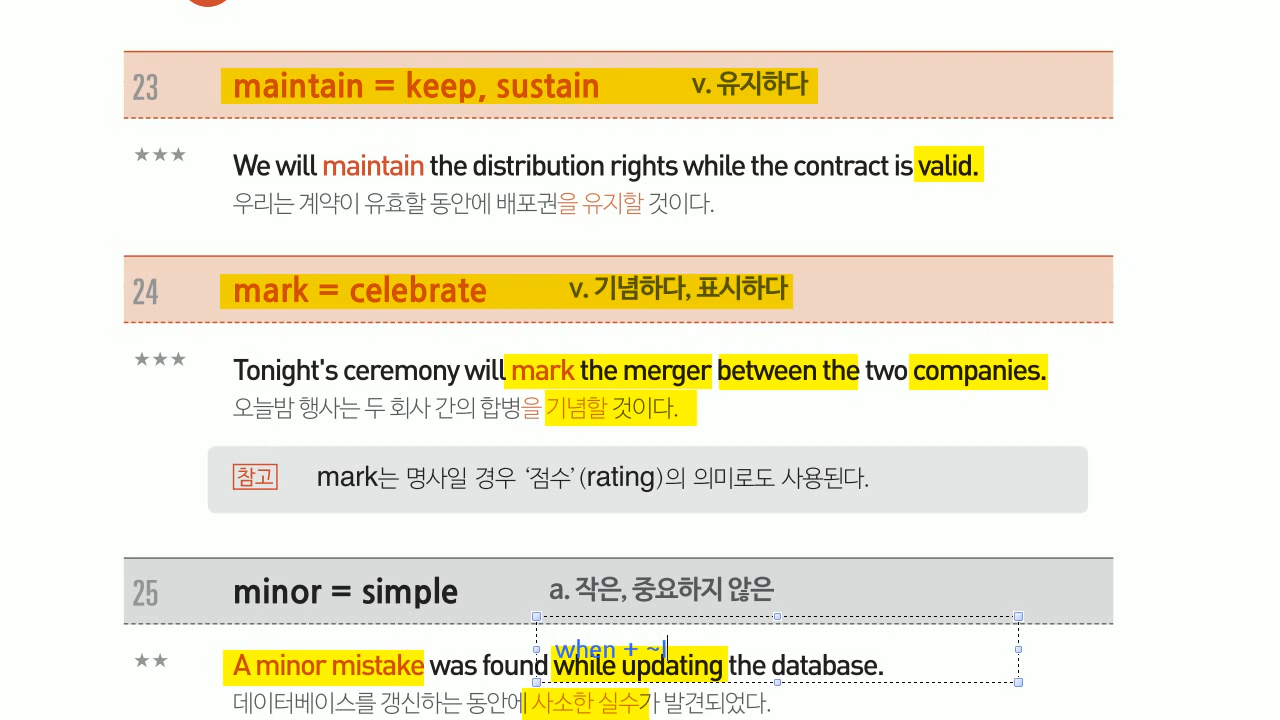 23 maintain = keep, sustain v. 유지하다
★★★ We will maintain the distribution rights while the contract is valid.
우리는 계약이 유효할 동안에 배포권을 유지할 것이다.
24 mark = celebrate v. 기념하다, 표시하다
★★★ Tonight's ceremony will mark the merger between the two companies.
오늘밤 행사는 두 회사 간의 합병을 기념할 것이다.
참고 mark는 명사일 경우 ‘점수’(rating)의 의미로도 사용된다.
25 minor = simple a. 작은, 중요하지 않은
when + ~I
★★ A minor mistake was found while updating the database.
데이터베이스를 갱신하는 동안에 사소한 실수가 발견되었다.